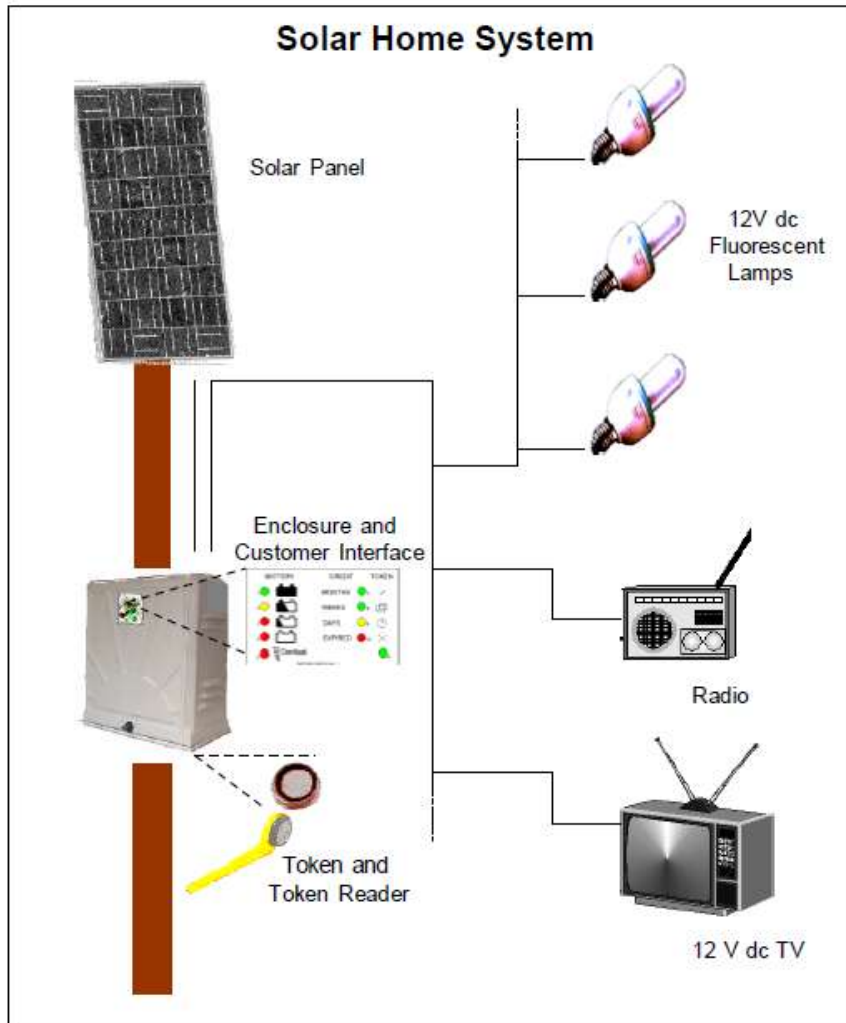 Solar Home System
Solar Panel
12V dc
Fluorescent
Lamps
Enclosure and
Customer Interface
BATTERY CREDIT TOKEN
MONTHS
WEEKS
DAYS
EXPIRED
Radio
Token and
Token Reader
12 V dc TV